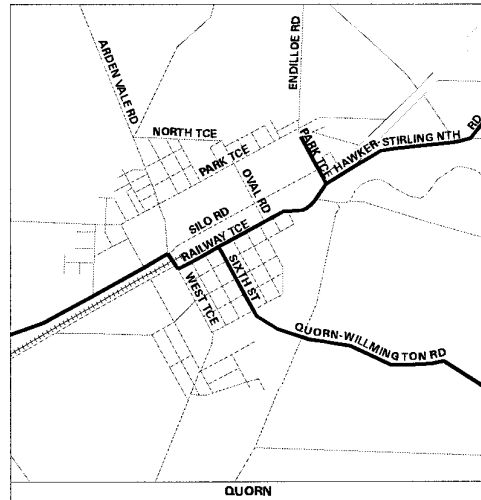 ARDEN VALE RD
ENDILLOE RD
NORTH TCE
PARK TCE
PARK TCE
HAWKER-STIRLING NTH RD
OVAL RD
SILO RD
RAILWAY TCE
WEST TCE
SIXTH ST
QUORN-WILLMINGTON RD
QUORN